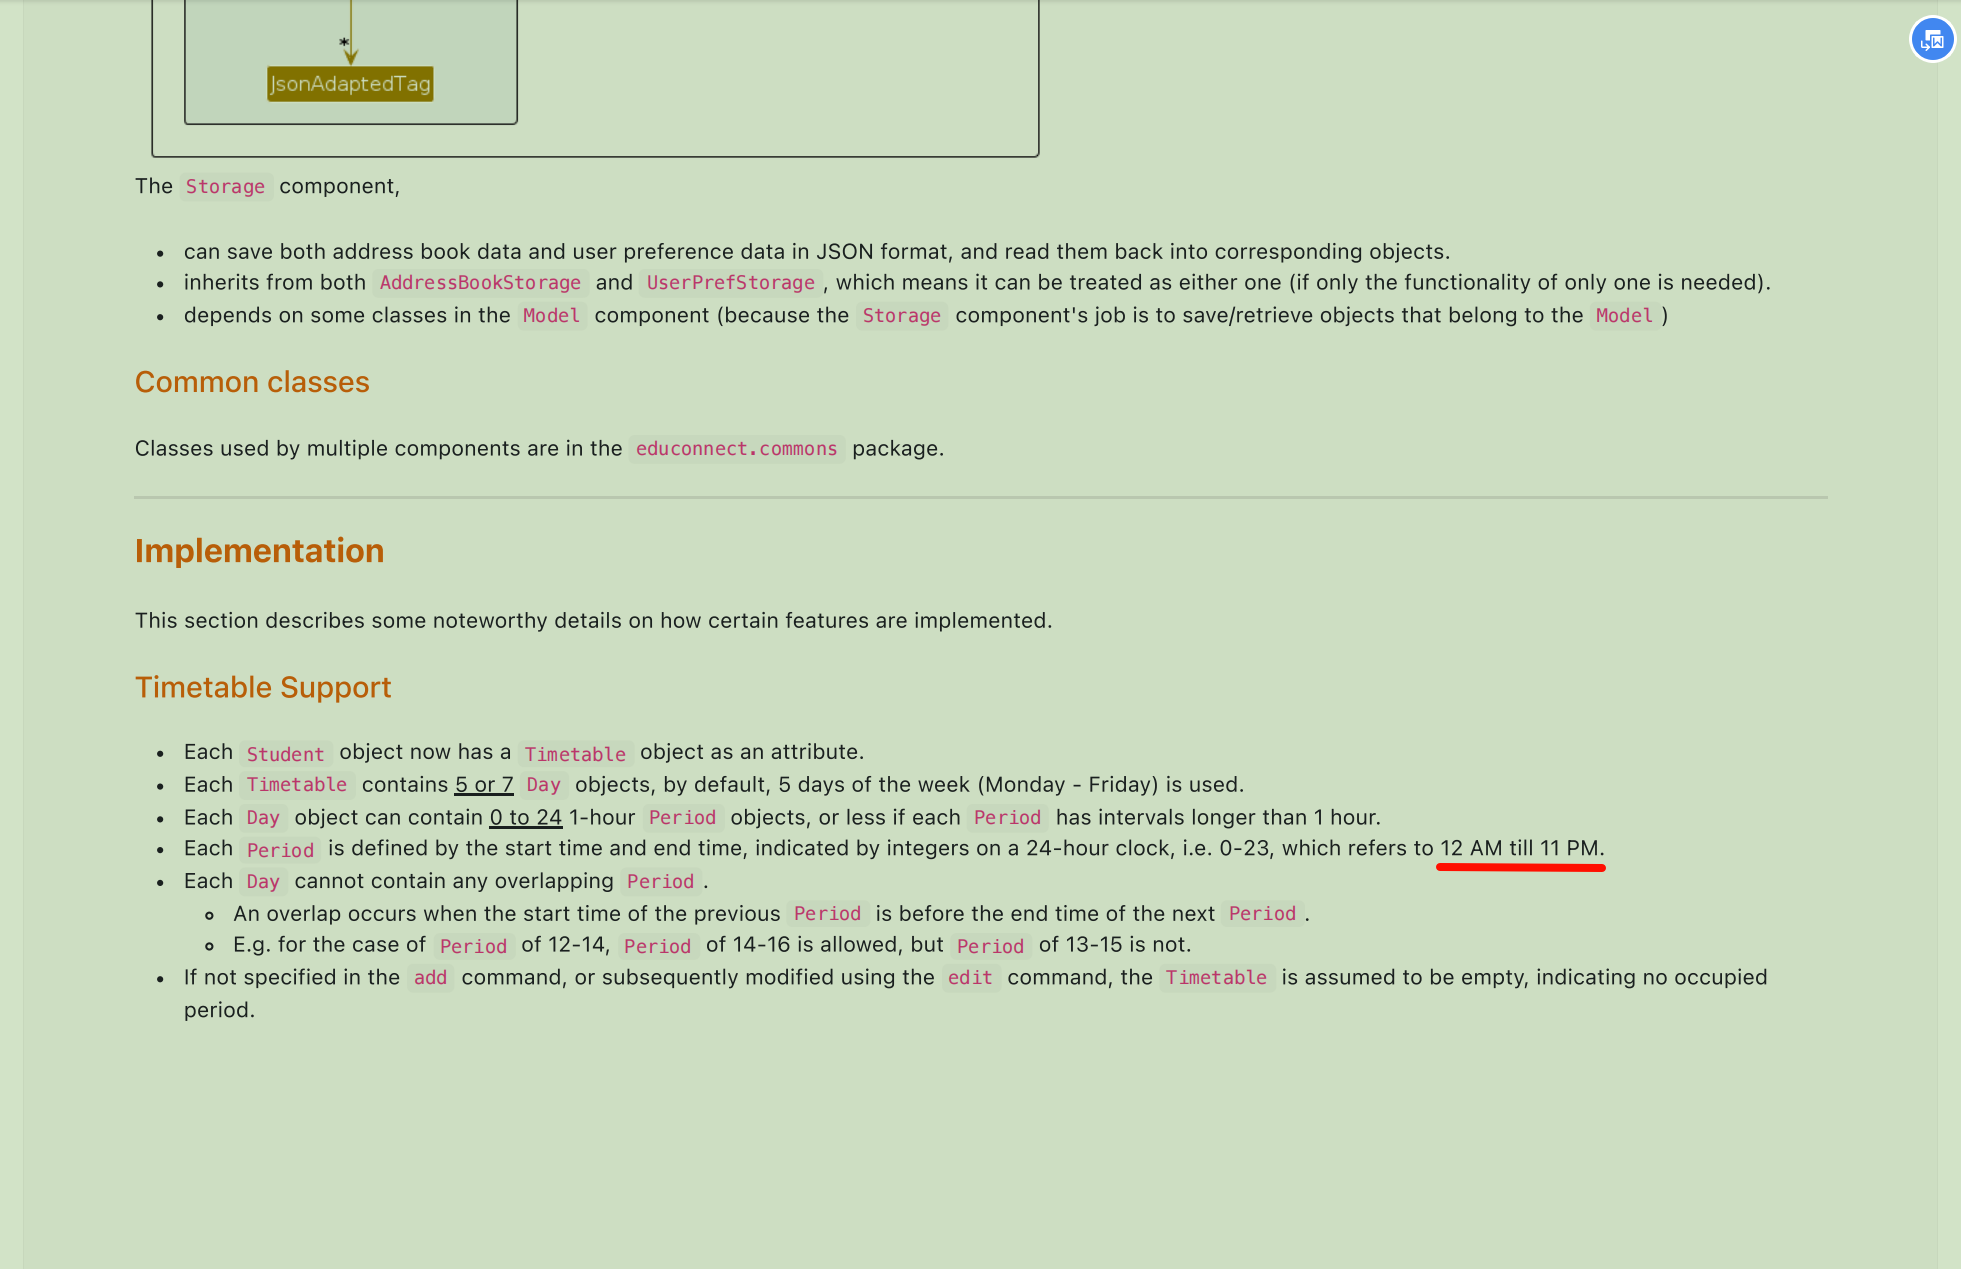 *
JsonAdaptedTag
The Storage component,
• can save both address book data and user preference data in JSON format, and read them back into corresponding objects.
• inherits from both AddressBookStorage and UserPrefStorage , which means it can be treated as either one (if only the functionality of only one is needed).
• depends on some classes in the Model component (because the Storage component's job is to save/retrieve objects that belong to the Model )
Common classes
Classes used by multiple components are in the educonnect.commons package.
Implementation
This section describes some noteworthy details on how certain features are implemented.
Timetable Support
• Each Student object now has a Timetable object as an attribute.
• Each Timetable contains 5 or 7 Day objects, by default, 5 days of the week (Monday - Friday) is used.
• Each Day object can contain 0 to 24 1-hour Period objects, or less if each Period has intervals longer than 1 hour.
• Each Period is defined by the start time and end time, indicated by integers on a 24-hour clock, i.e. 0-23, which refers to 12 AM till 11 PM.
• Each Day cannot contain any overlapping Period .
◦ An overlap occurs when the start time of the previous Period is before the end time of the next Period .
◦ E.g. for the case of Period of 12-14, Period of 14-16 is allowed, but Period of 13-15 is not.
• If not specified in the add command, or subsequently modified using the edit command, the Timetable is assumed to be empty, indicating no occupied
period.